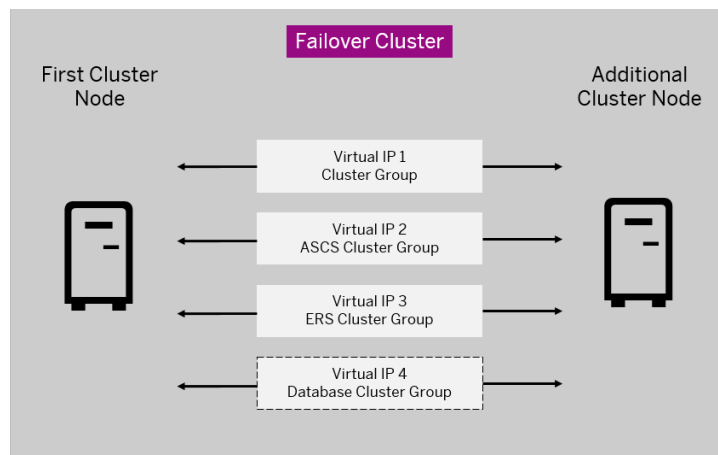 Failover Cluster
First Cluster
Node
Additional
Cluster Node
Virtual IP 1
Cluster Group
Virtual IP 2
ASCS Cluster Group
Virtual IP 3
ERS Cluster Group
Virtual IP 4
Database Cluster Group